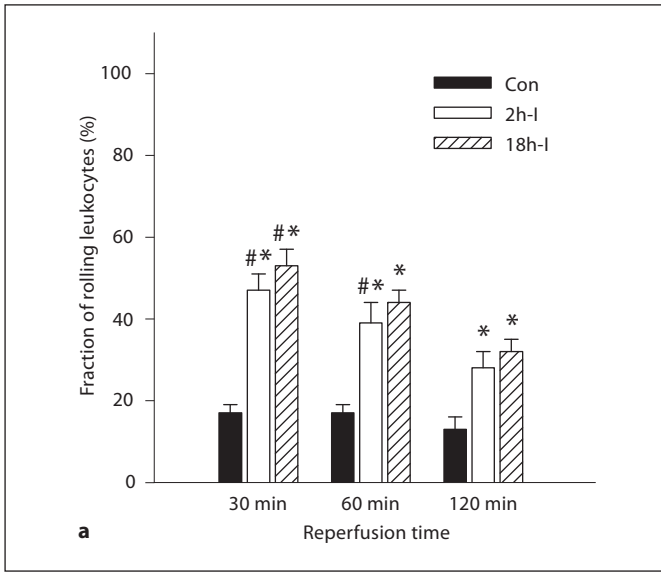 Fraction of rolling leukocytes (%)
100
80
60
40
20
0
Con
2h-I
18h-I
#*
#*
#*
*
*
*
30 min
60 min
120 min
a
Reperfusion time